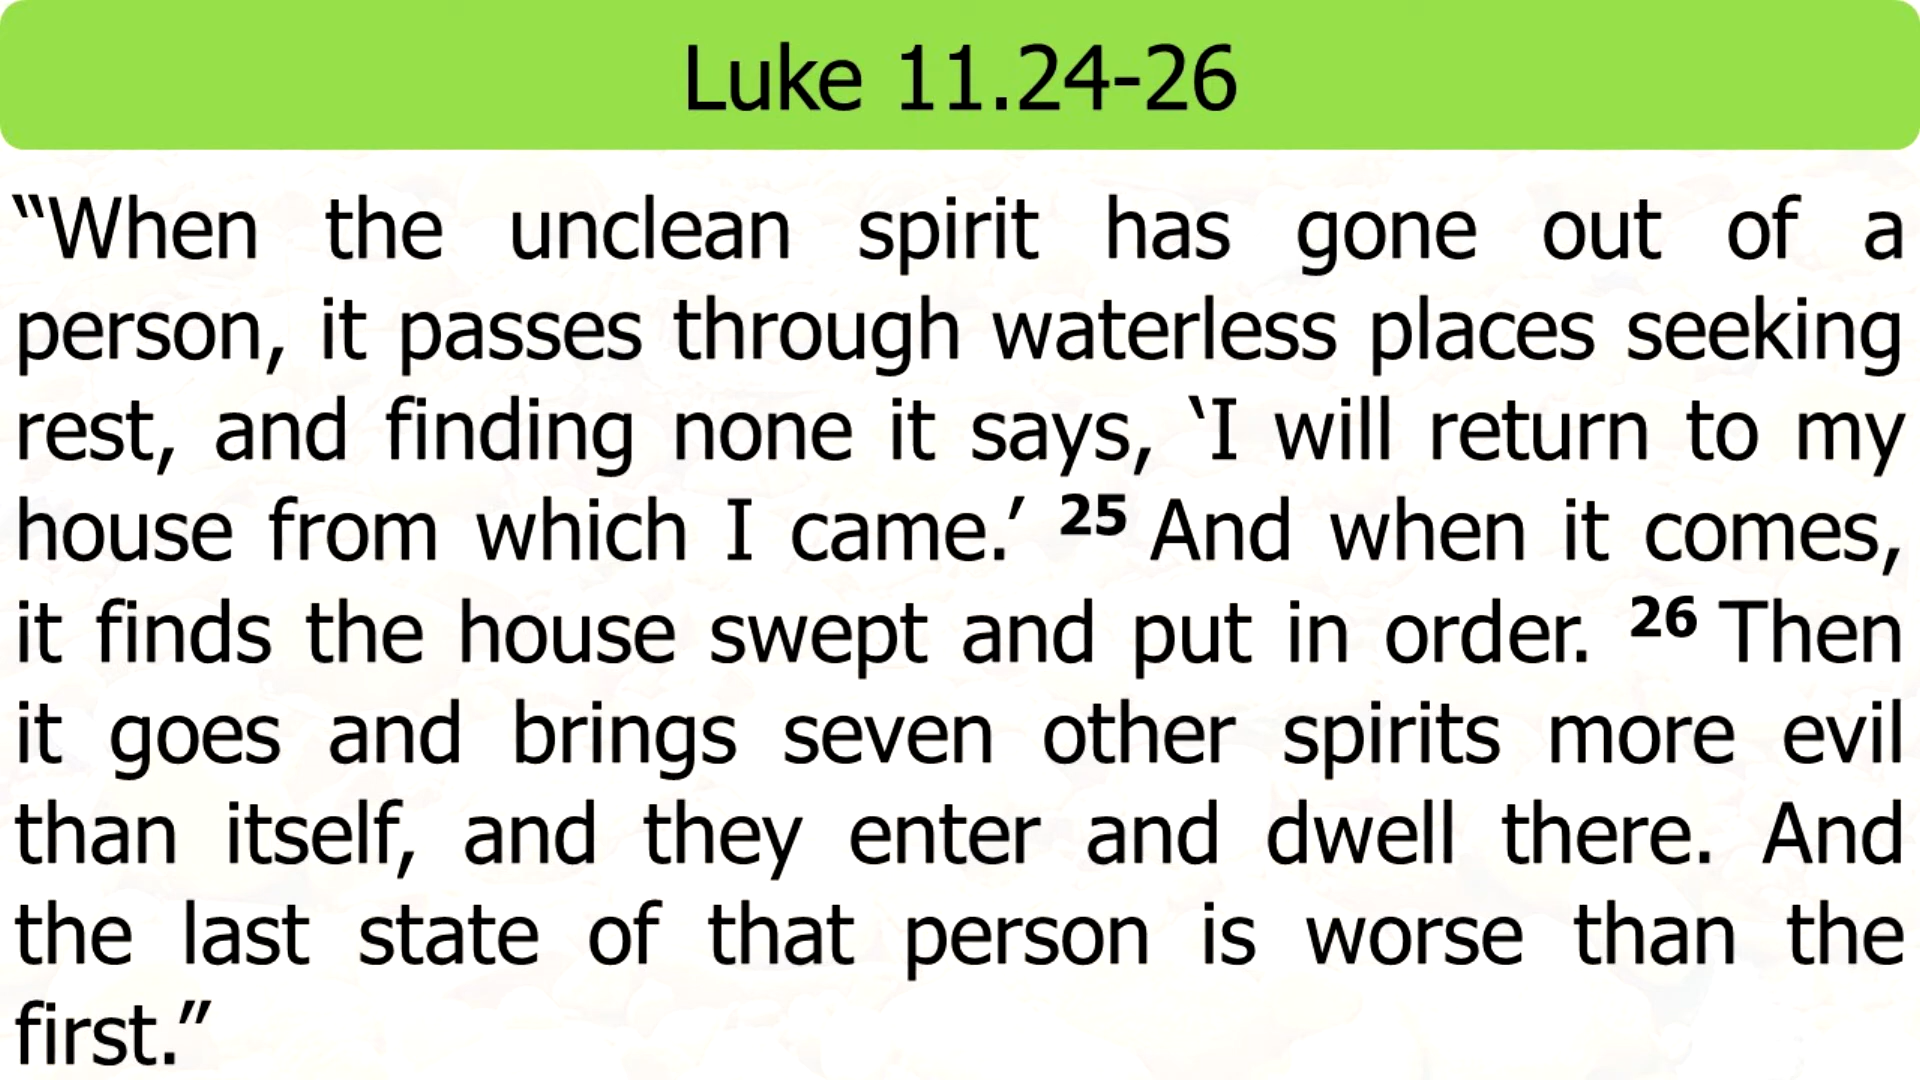 Luke 11.24-26
“When the unclean spirit has gone out of a
person, it passes through waterless places seeking
rest, and finding none it says, ‘I will return to my
house from which I came.’ 25 And when it comes,
it finds the house swept and put in order. 26 Then
it goes and brings seven other spirits more evil
than itself, and they enter and dwell there. And
the last state of that person is worse than the
first.”